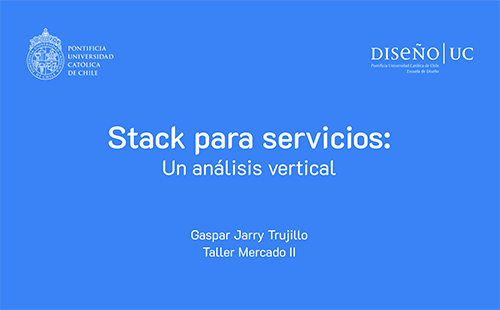 PONTIFICIA
UNIVERSIDAD
CATÓLICA
DE CHILE
DISEÑO | UC
Pontificia Universidad Católica de Chile
Escuela de Diseño
Stack para servicios:
Un análisis vertical
Gaspar Jarry Trujillo
Taller Mercado II